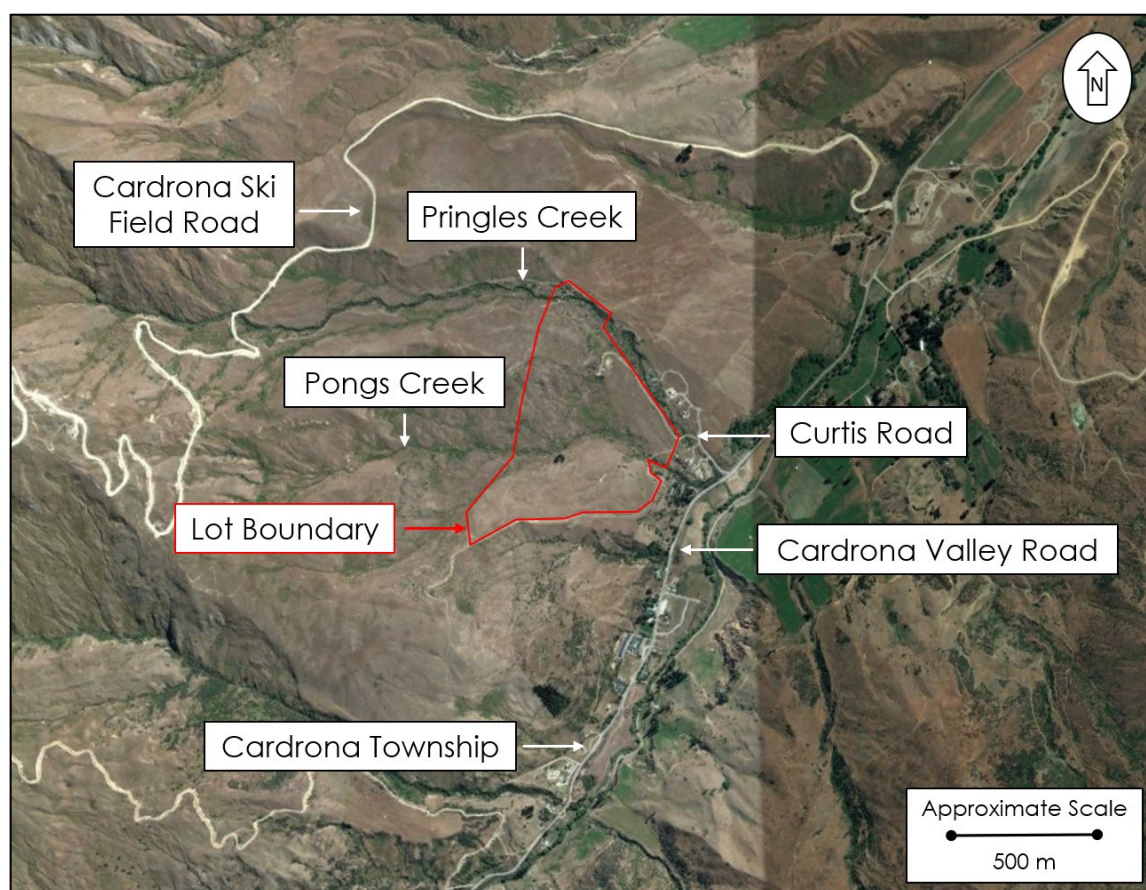 N
Cardrona Ski
Field Road
Pringles Creek
Pongs Creek
Curtis Road
Lot Boundary
Cardrona Valley Road
Cardrona Township
Approximate Scale
500 m